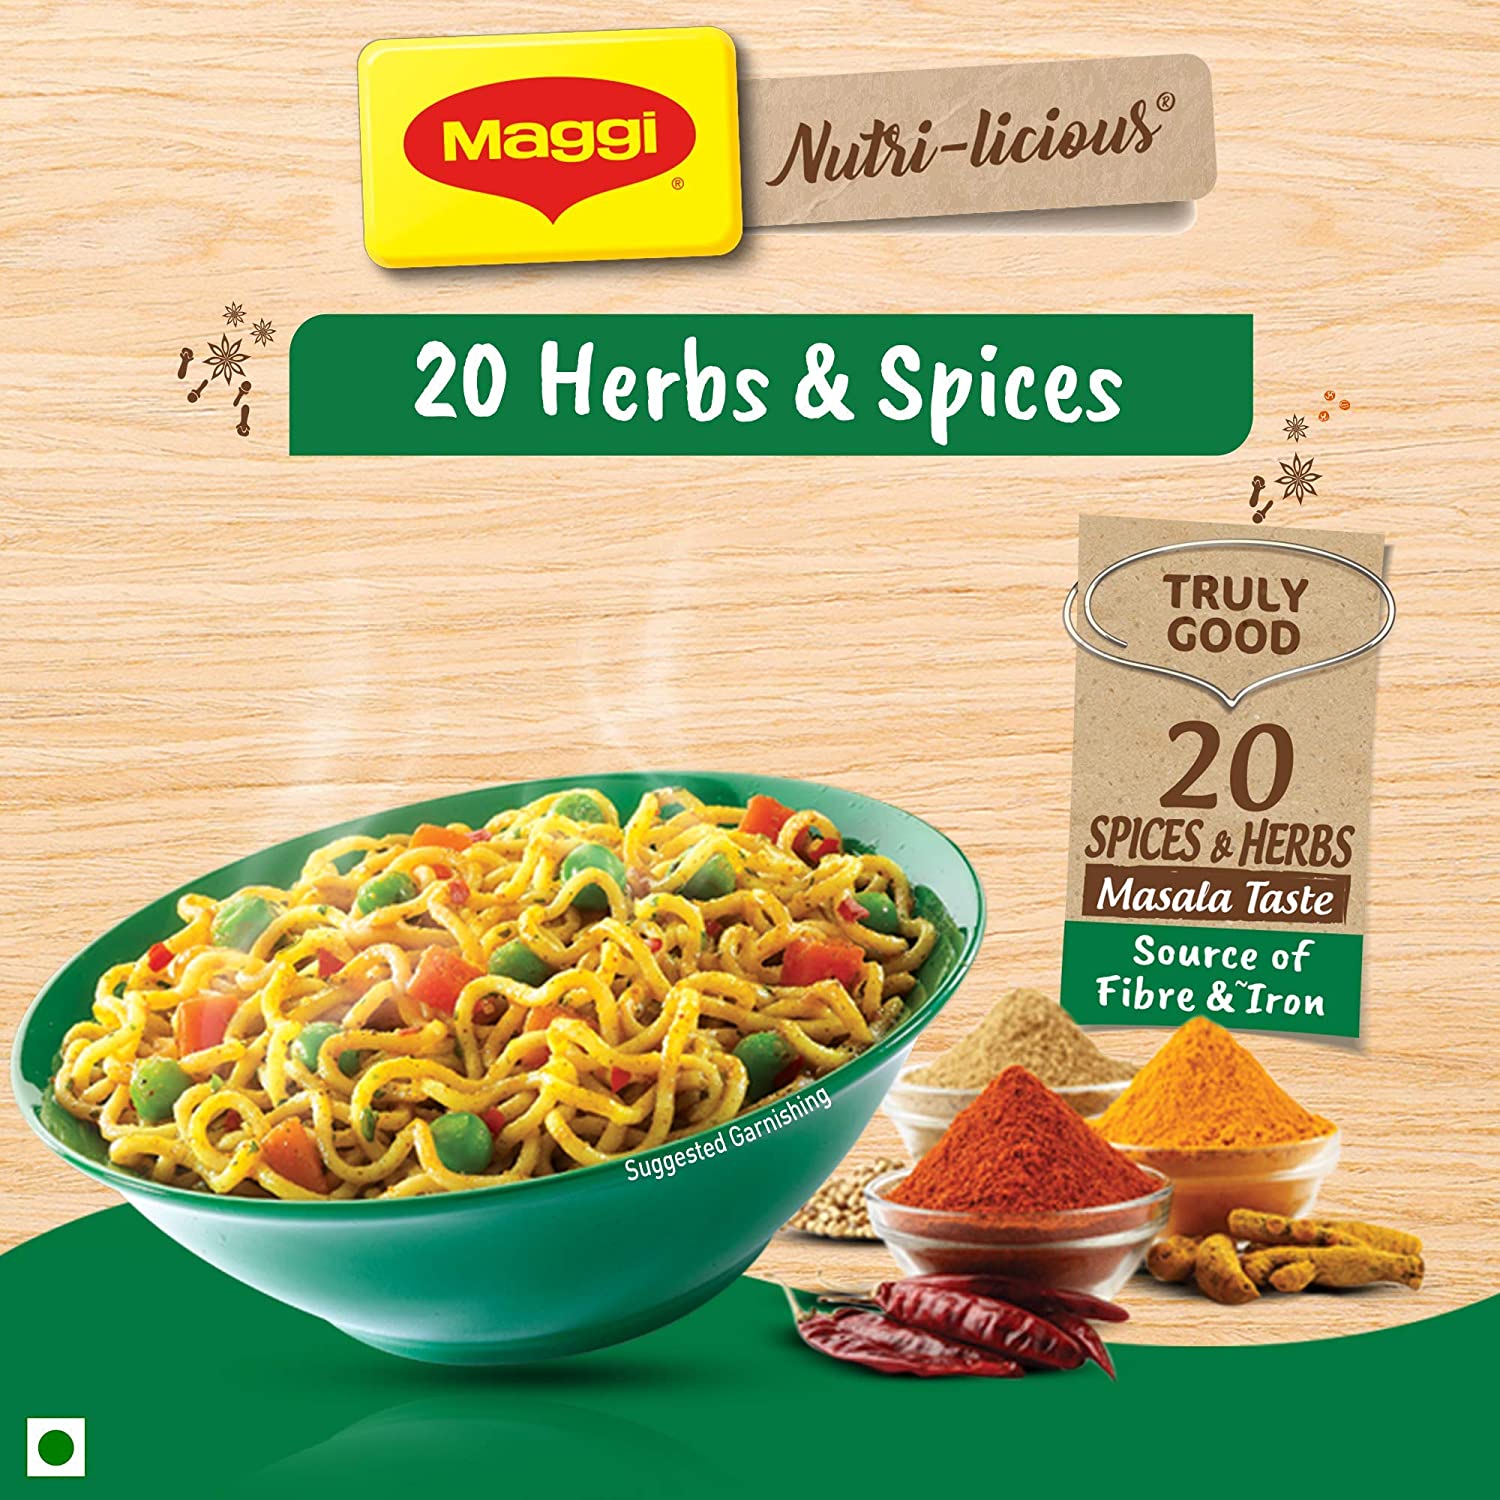 Maggi®
Nutri-licious®
20 Herbs & Spices
TRULY
GOOD
20
SPICES & HERBS
Masala Taste
Source of
Fibre &~Iron
Suggested Garnishing